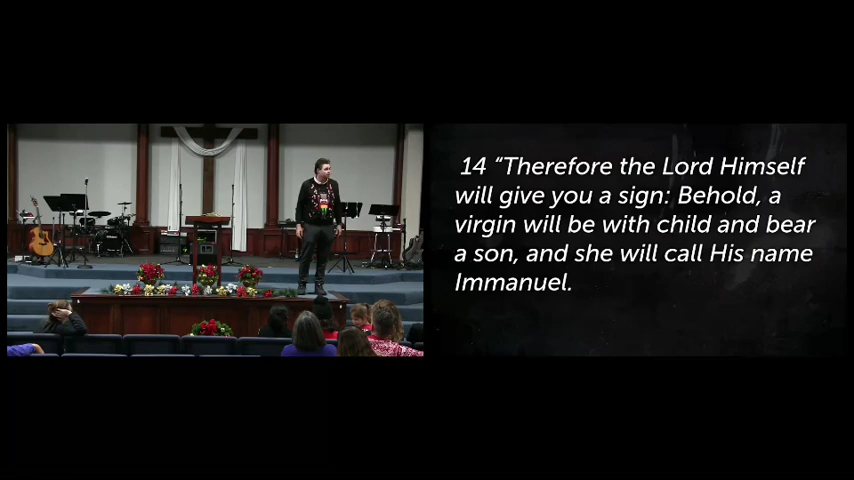 14 “Therefore the Lord Himself
will give you a sign: Behold, a
virgin will be with child and bear
a son, and she will call His name
Immanuel.